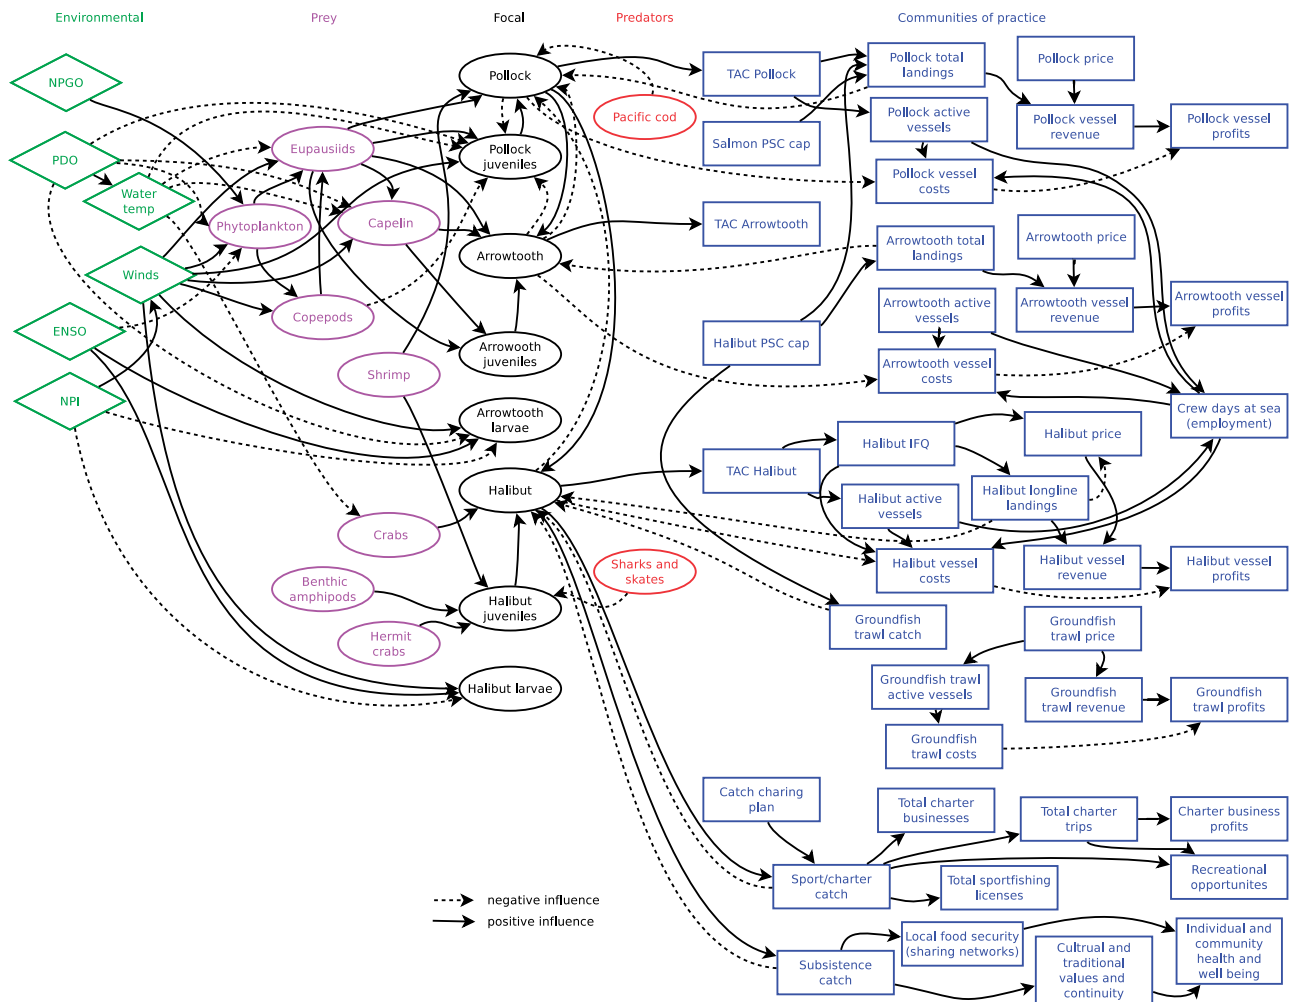 Environmental
Prey
Focal
Predators
Communities of practice
NPGO
PDO
Water
temp
Winds
ENSO
NPI
Eupausiids
Phytoplankton
Capelin
Copepods
Shrimp
Crabs
Benthic
amphipods
Hermit
crabs
Pollock
Pollock
juveniles
Arrowtooth
Arrowooth
juveniles
Arrowtooth
larvae
Halibut
Halibut
juveniles
Halibut larvae
Pacific cod
Sharks and
skates
TAC Pollock
Salmon PSC cap
TAC Arrowtooth
Halibut PSC cap
TAC Halibut
Pollock total
landings
Pollock price
Pollock active
vessels
Pollock vessel
revenue
Pollock vessel
profits
Pollock vessel
costs
Arrowtooth total
landings
Arrowtooth price
Arrowtooth active
vessels
Arrowtooth vessel
revenue
Arrowtooth vessel
profits
Arrowtooth vessel
costs
Crew days at sea
(employment)
Halibut IFQ
Halibut price
Halibut active
vessels
Halibut longline
landings
Halibut vessel
costs
Halibut vessel
revenue
Halibut vessel
profits
Groundfish
trawl catch
Groundfish
trawl price
Groundfish trawl
active vessels
Groundfish
trawl revenue
Groundfish
trawl profits
Groundfish
trawl costs
Catch charing
plan
Total charter
businesses
Total charter
trips
Charter business
profits
Sport/charter
catch
Total sportfishing
licenses
Recreational
opportunites
Local food security
(sharing networks)
Subsistence
catch
Cultrual and
traditional
values and
continuity
Individual and
community
health and
well being
negative influence
positive influence